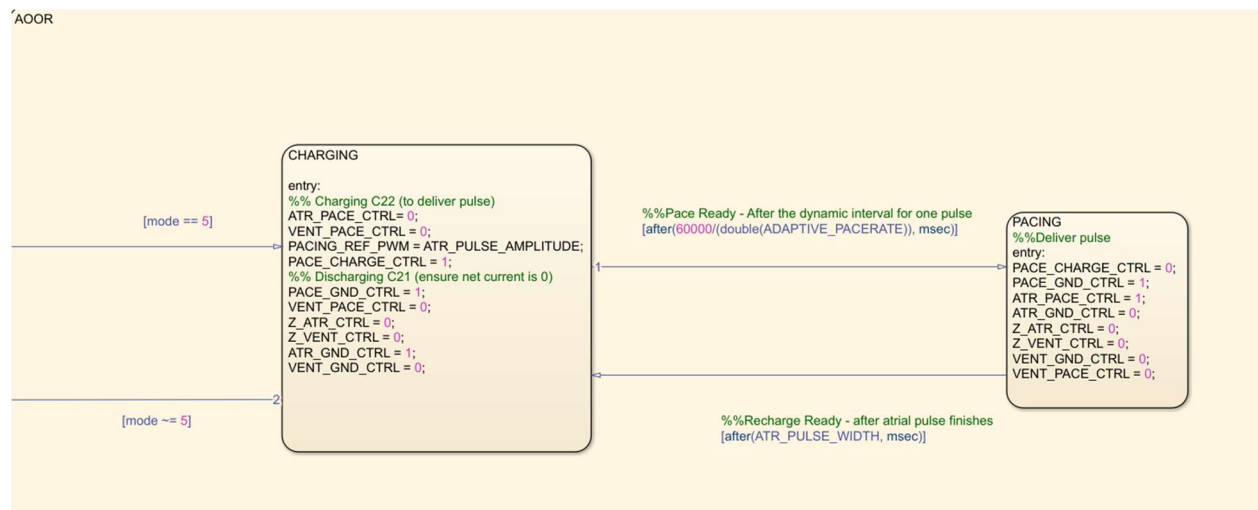 AOOR
CHARGING
entry:
%% Charging C22 (to deliver pulse)
ATR_PACE_CTRL= 0;
VENT_PACE_CTRL = 0;
PACING_REF_PWM = ATR_PULSE_AMPLITUDE;
PACE_CHARGE_CTRL = 1;
%% Discharging C21 (ensure net current is 0)
PACE_GND_CTRL = 1;
VENT_PACE_CTRL = 0;
Z_ATR_CTRL = 0;
Z_VENT_CTRL = 0;
ATR_GND_CTRL = 1;
VENT_GND_CTRL = 0;
[mode == 5]
2
[mode ~= 5]
%%Pace Ready - After the dynamic interval for one pulse
[after(60000/(double(ADAPTIVE_PACERATE)), msec)]
1
PACING
%%Deliver pulse
entry:
PACE_CHARGE_CTRL = 0;
PACE_GND_CTRL = 1;
ATR_PACE_CTRL = 1;
ATR_GND_CTRL = 0;
Z_ATR_CTRL = 0;
Z_VENT_CTRL = 0;
VENT_GND_CTRL = 0;
VENT_PACE_CTRL = 0;
%%Recharge Ready - after atrial pulse finishes
[after(ATR_PULSE_WIDTH, msec)]